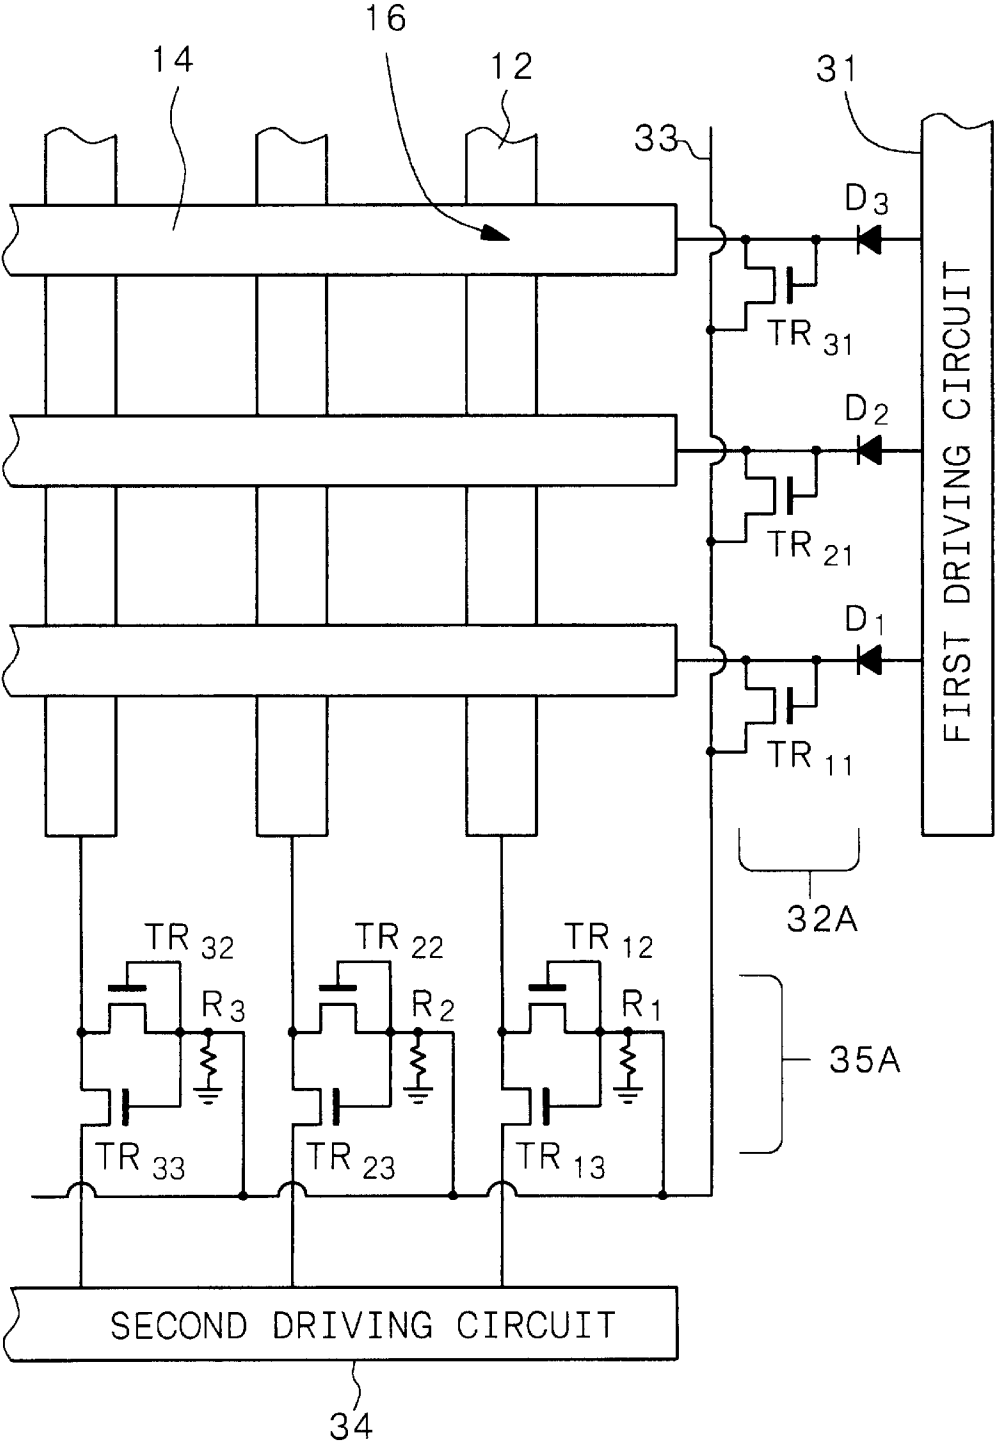 14
16
12
31
33
D3
TR31
D2
TR21
D1
TR11
FIRST DRIVING CIRCUIT
32A
TR32
TR22
TR12
R3
R2
R1
35A
TR33
TR23
TR13
SECOND DRIVING CIRCUIT
34